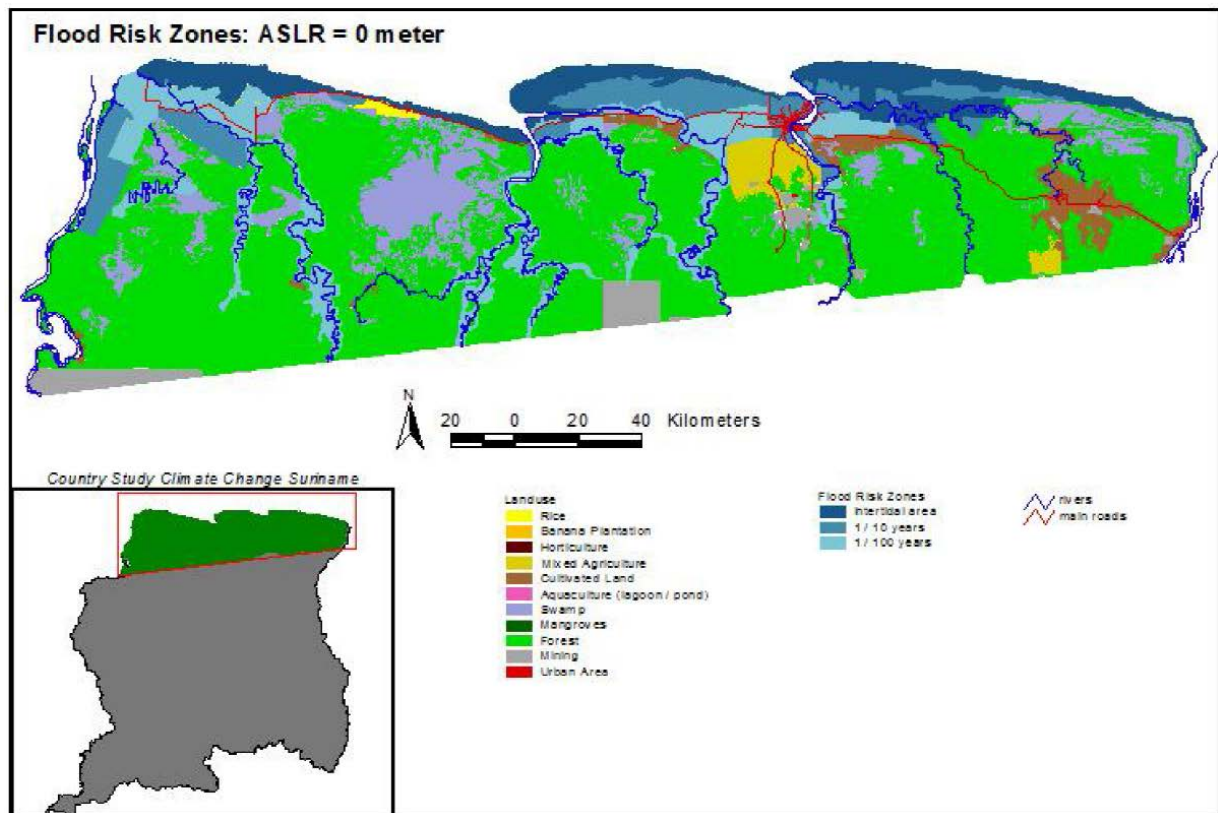 Flood Risk Zones: ASLR = 0 meter
N
20 0 20 40 Kilometers
Country Study Climate Change Suriname
Landuse
Rice
Banana Plantation
Horticulture
Mixed Agriculture
Cultivated Land
Aquaculture (lagoon / pond)
Swamp
Mangroves
Forest
Mining
Urban Area
Flood Risk Zones
Intertidal area
1 / 10 years
1 / 100 years
rivers
main roads